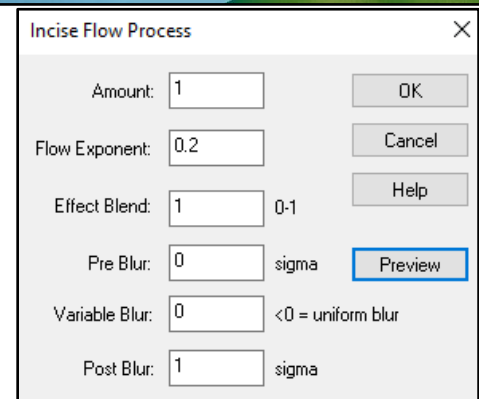 Incise Flow Process
Amount: 1 OK
Flow Exponent: 0.2 Cancel
Effect Blend: 1 0-1 Help
Pre Blur: 0 sigma Preview
Variable Blur: 0 <0 = uniform blur
Post Blur: 1 sigma